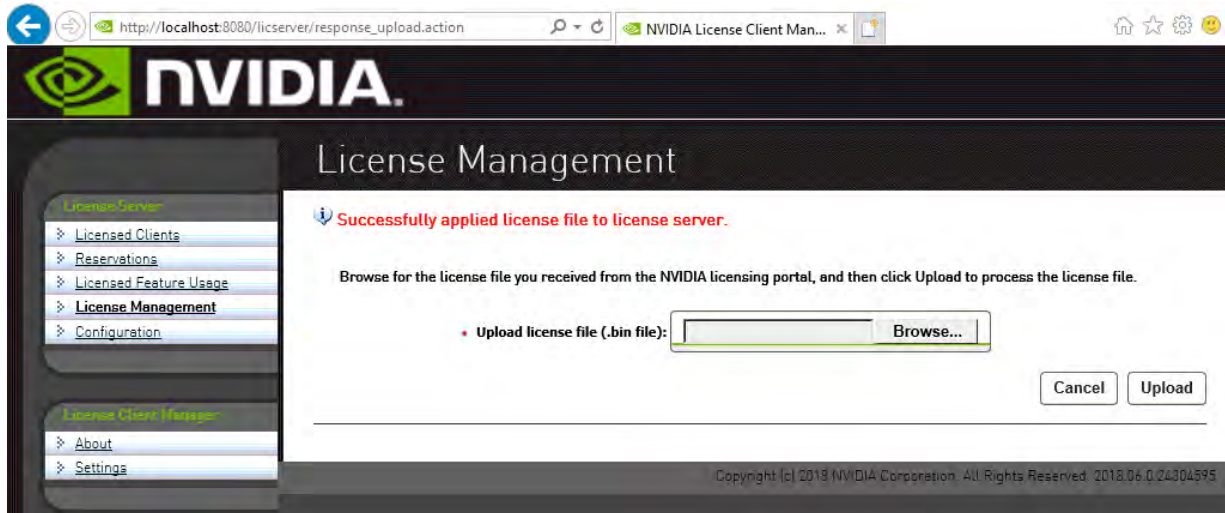 http://localhost:8080/licserver/response_upload.action
NVIDIA License Client Man...
NVIDIA.
License Management
License Server
Licensed Clients
Reservations
Licensed Feature Usage
License Management
Configuration
Successfully applied license file to license server.
Browse for the license file you received from the NVIDIA licensing portal, and then click Upload to process the license file.
Upload license file (.bin file): Browse...
Cancel Upload
License Client Manager
About
Settings
Copyright (c) 2018 NVIDIA Corporation. All Rights Reserved. 2018.06.0.24304595